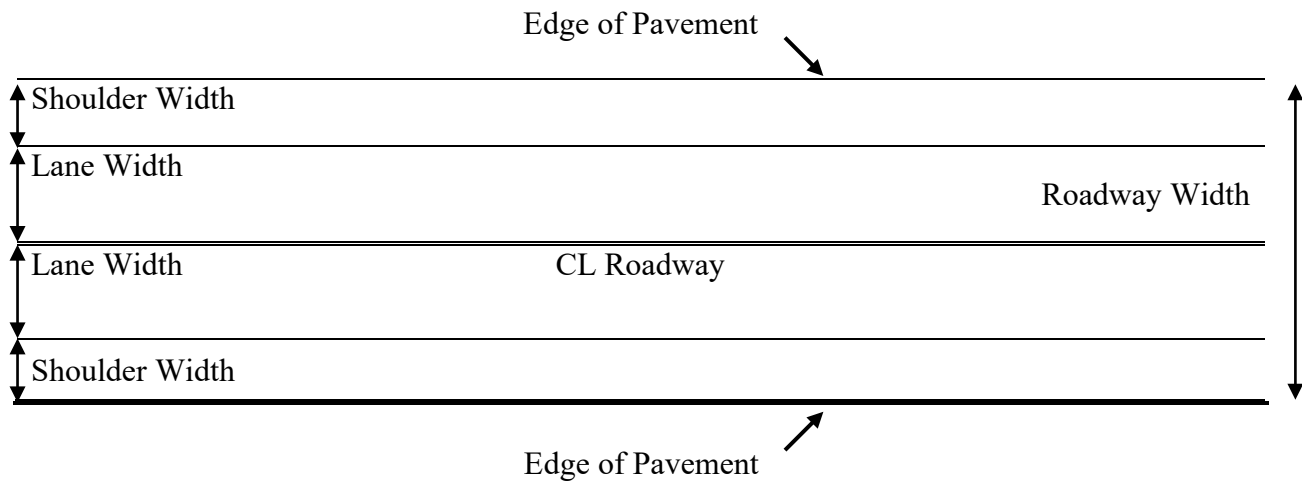 Edge of Pavement
Shoulder Width
Lane Width
Roadway Width
Lane Width
CL Roadway
Shoulder Width
Edge of Pavement